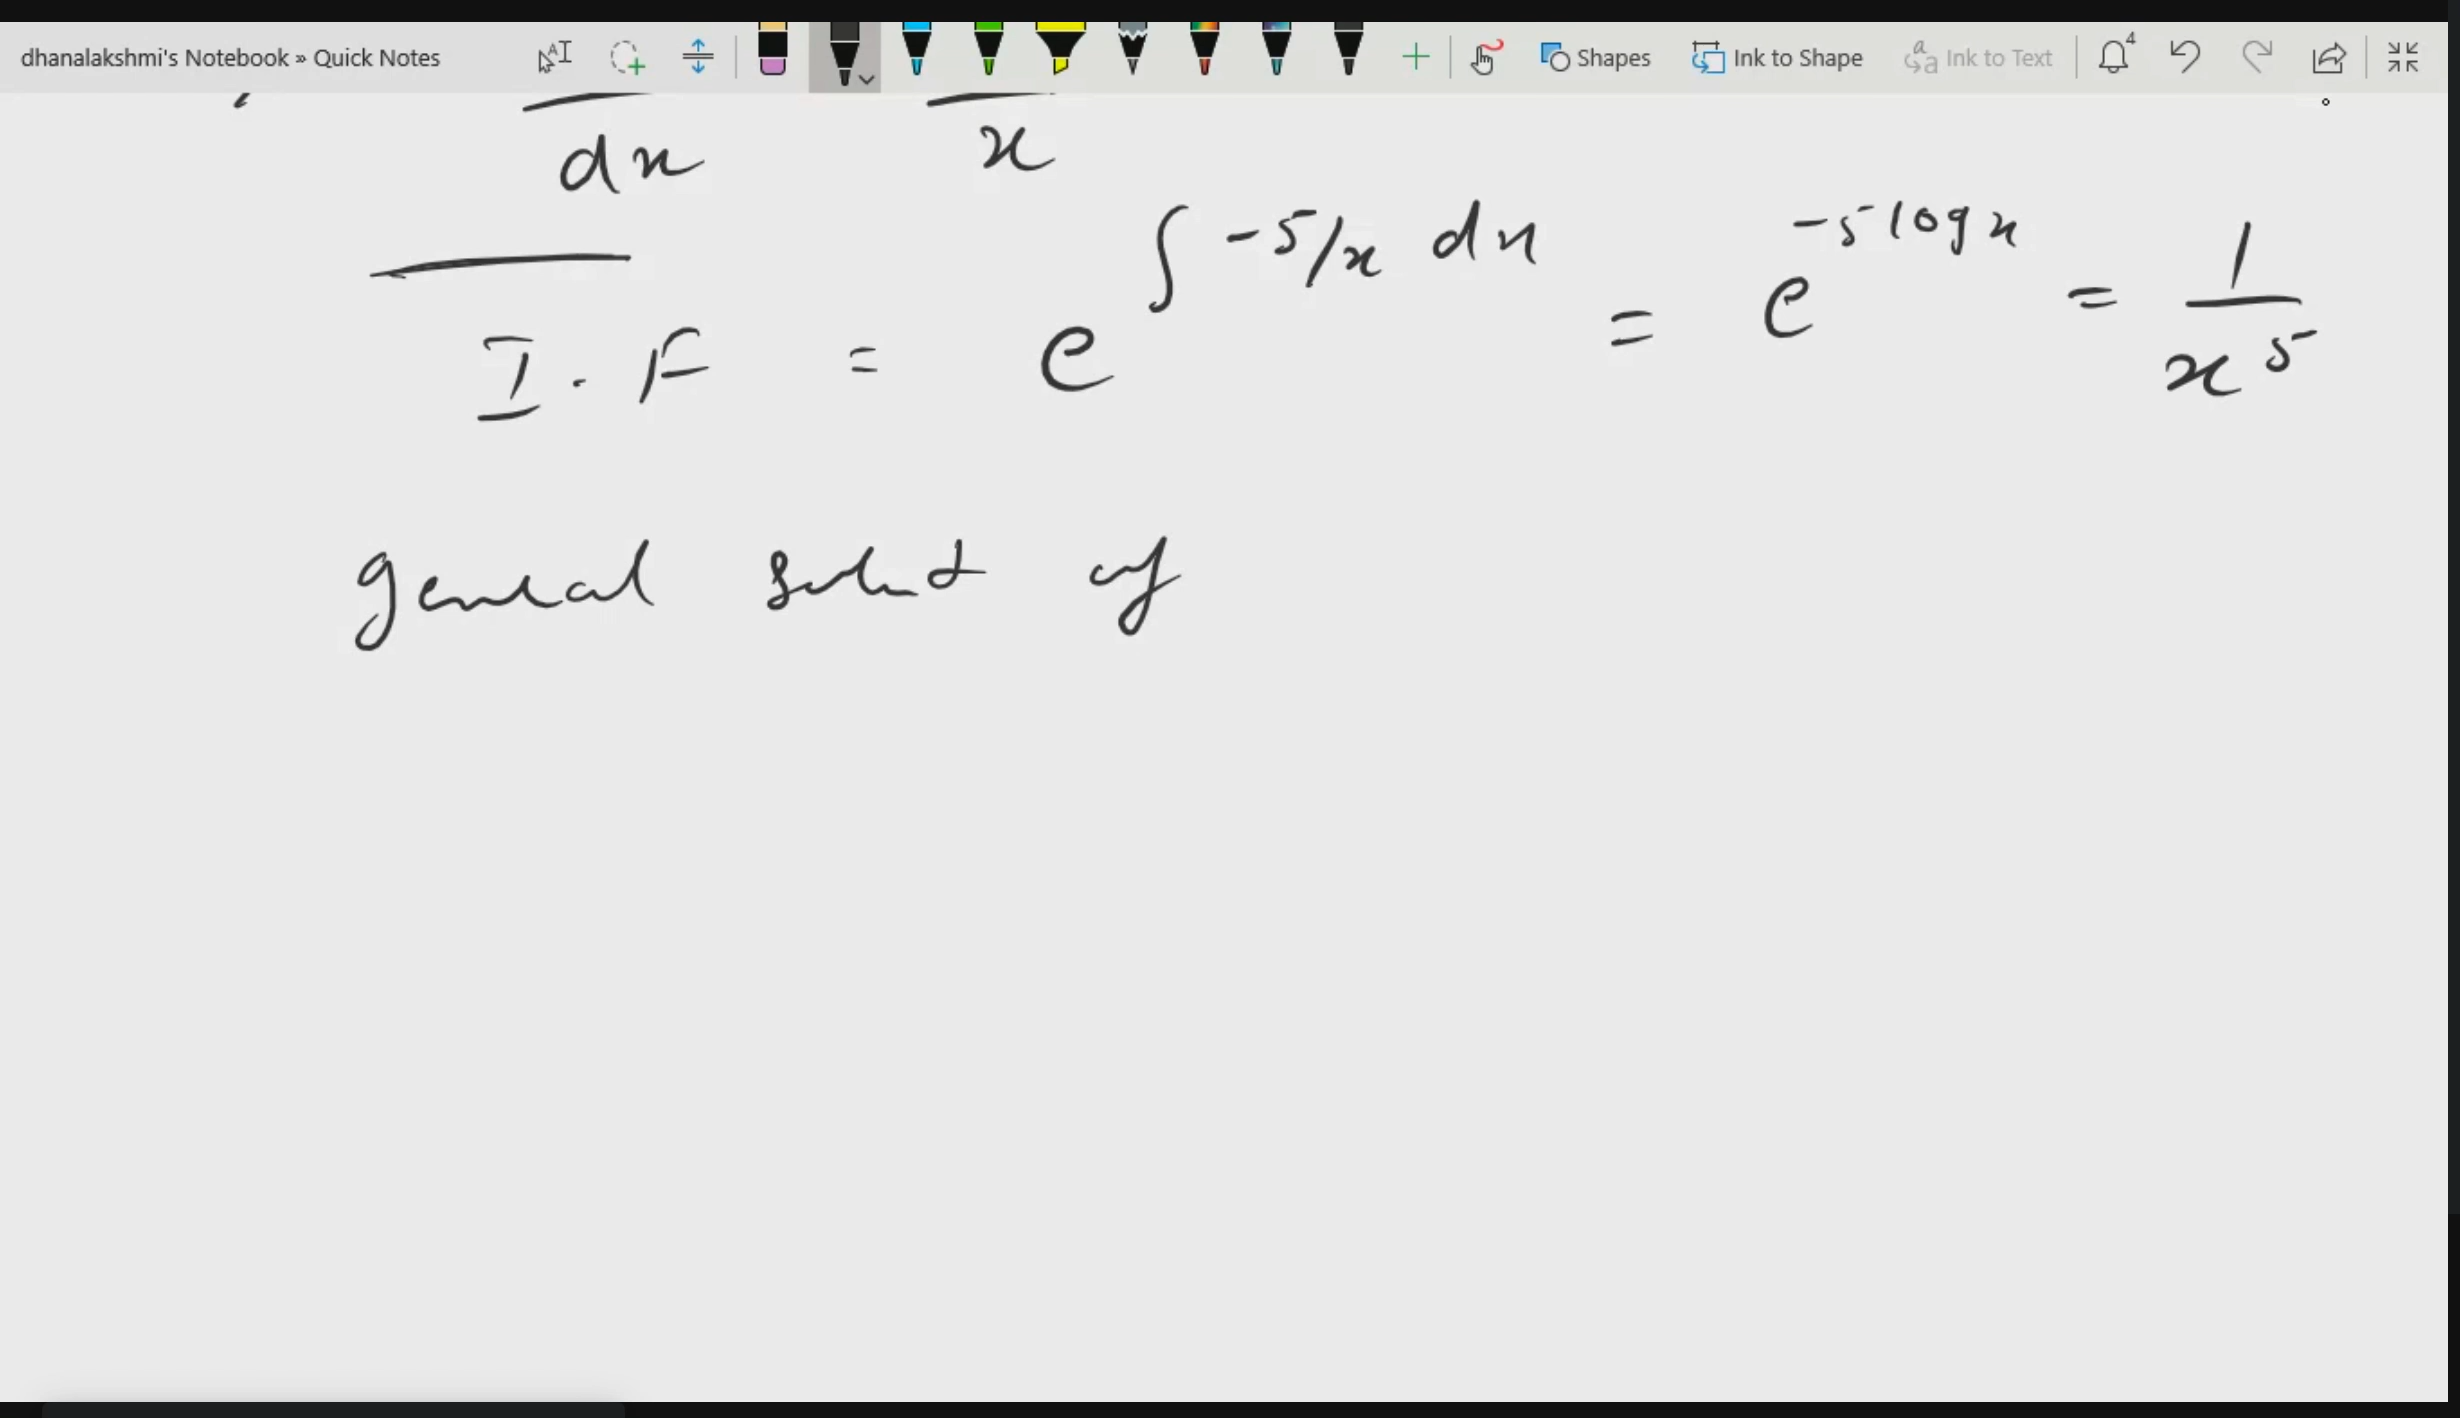 dhanalakshmi's Notebook » Quick Notes Shapes Ink to Shape Ink to Text 4
dx x
I.F = e^{∫ -5/x dx} = e^{-5 log x} = 1/x^5
general solut of